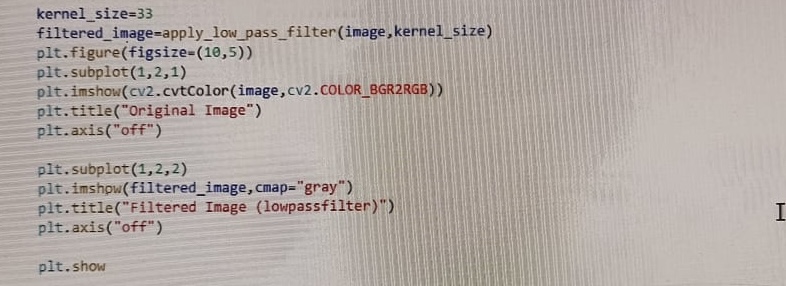 kernel_size=33
filtered_image=apply_low_pass_filter(image,kernel_size)
plt.figure(figsize=(10,5))
plt.subplot(1,2,1)
plt.imshow(cv2.cvtColor(image,cv2.COLOR_BGR2RGB))
plt.title("Original Image")
plt.axis("off")
plt.subplot(1,2,2)
plt.imshow(filtered_image,cmap="gray")
plt.title("Filtered Image (lowpassfilter)")
plt.axis("off")
plt.show